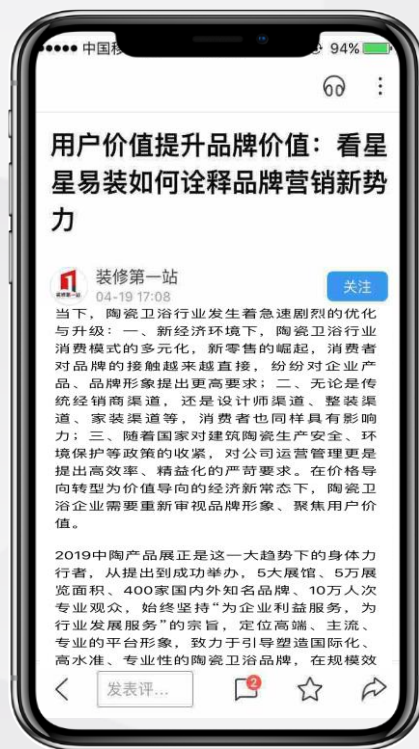 中国移
94%
用户价值提升品牌价值：看星
星易装如何诠释品牌营销新势
力
装修第一站
04-19 17:08
关注
当下，陶瓷卫浴行业发生着急速剧烈的优化
与升级：一、新经济环境下，陶瓷卫浴行业
消费模式的多元化，新零售的崛起，消费者
对品牌的接触越来越直接，纷纷对企业产
品、品牌形象提出更高要求；二、无论是传
统经销商渠道，还是设计师渠道、整装渠
道、家装渠道等，消费者也同样具有影响
力；三、随着国家对建筑陶瓷生产安全、环
境保护等政策的收紧，对公司运营管理更是
提出高效率、精益化的严苛要求。在价格导
向转型为价值导向的经济新常态下，陶瓷卫
浴企业需要重新审视品牌形象、聚焦用户价
值。
2019中陶产品展正是这一大趋势下的身体力
行者，从提出到成功举办，5大展馆、5万展
览面积、400家国内外知名品牌、10万人次
专业观众，始终坚持“为企业利益服务，为
行业发展服务”的宗旨，定位高端、主流、
专业的平台形象，致力于引导塑造国际化、
高水准、专业性的陶瓷卫浴品牌，在规模效
发表评...
2